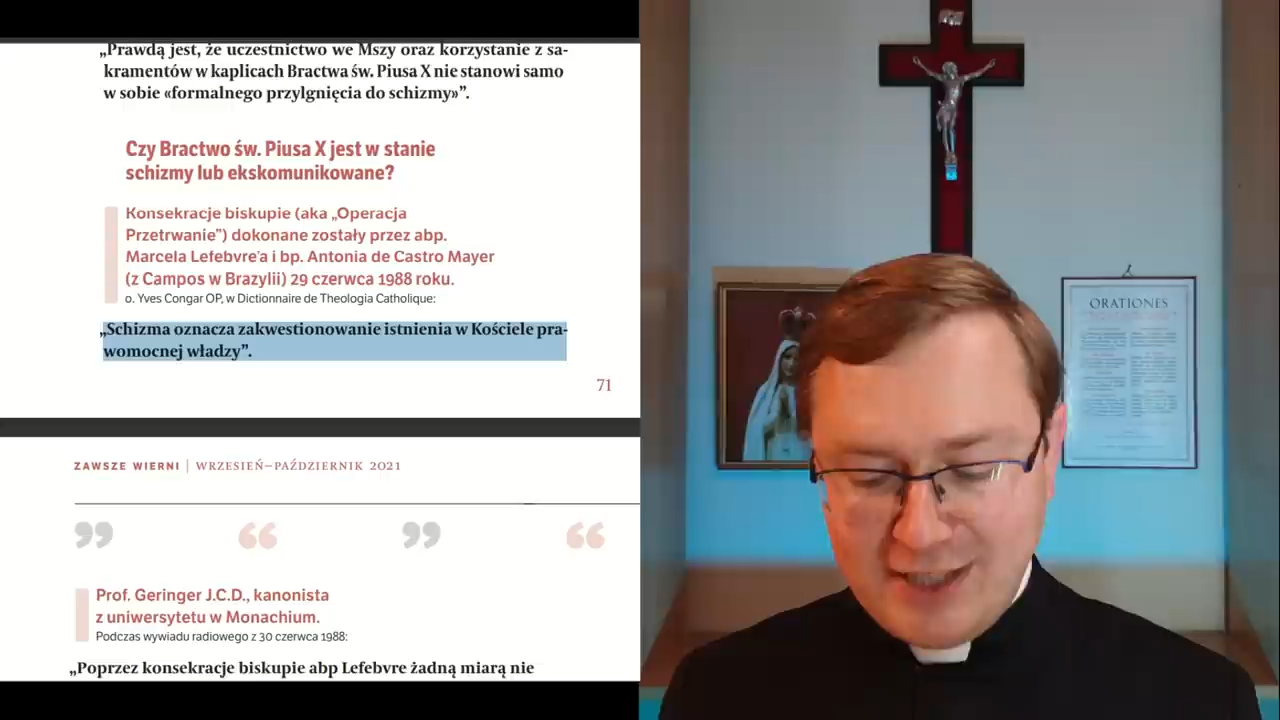 „Prawdą jest, że uczestnictwo we Mszy oraz korzystanie z sa-
kramentów w kaplicach Bractwa św. Piusa X nie stanowi samo
w sobie «formalnego przylgnięcia do schizmy»”.
Czy Bractwo św. Piusa X jest w stanie
schizmy lub ekskomunikowane?
Konsekracje biskupie (aka „Operacja
Przetrwanie”) dokonane zostały przez abp.
Marcela Lefebvre’a i bp. Antonia de Castro Mayer
(z Campos w Brazylii) 29 czerwca 1988 roku.
o. Yves Congar OP, w Dictionnaire de Theologia Catholique:
„Schizma oznacza zakwestionowanie istnienia w Kościele pra-
womocnej władzy”.
71
ZAWSZE WIERNI | WRZESIEŃ–PAŹDZIERNIK 2021
Prof. Geringer J.C.D., kanonista
z uniwersytetu w Monachium.
Podczas wywiadu radiowego z 30 czerwca 1988:
„Poprzez konsekracje biskupie abp Lefebvre żadną miarą nie
ORATIONES